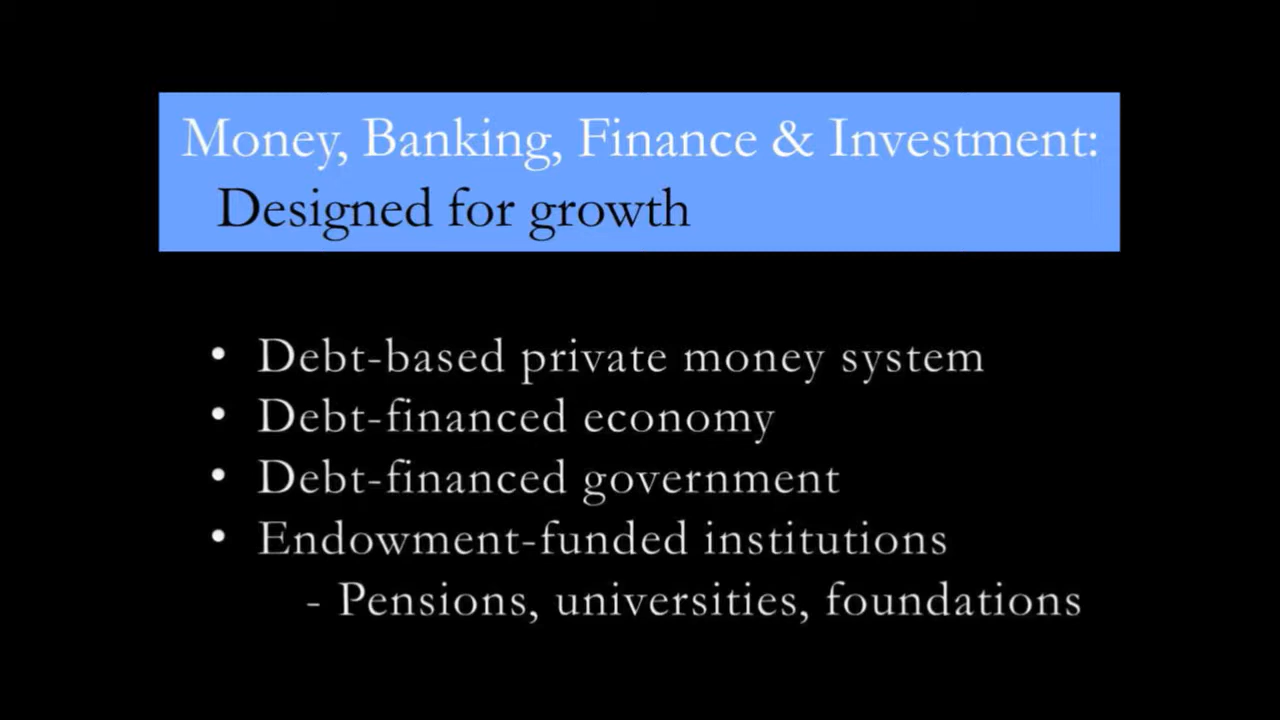 Money, Banking, Finance & Investment:
Designed for growth
• Debt-based private money system
• Debt-financed economy
• Debt-financed government
• Endowment-funded institutions
- Pensions, universities, foundations